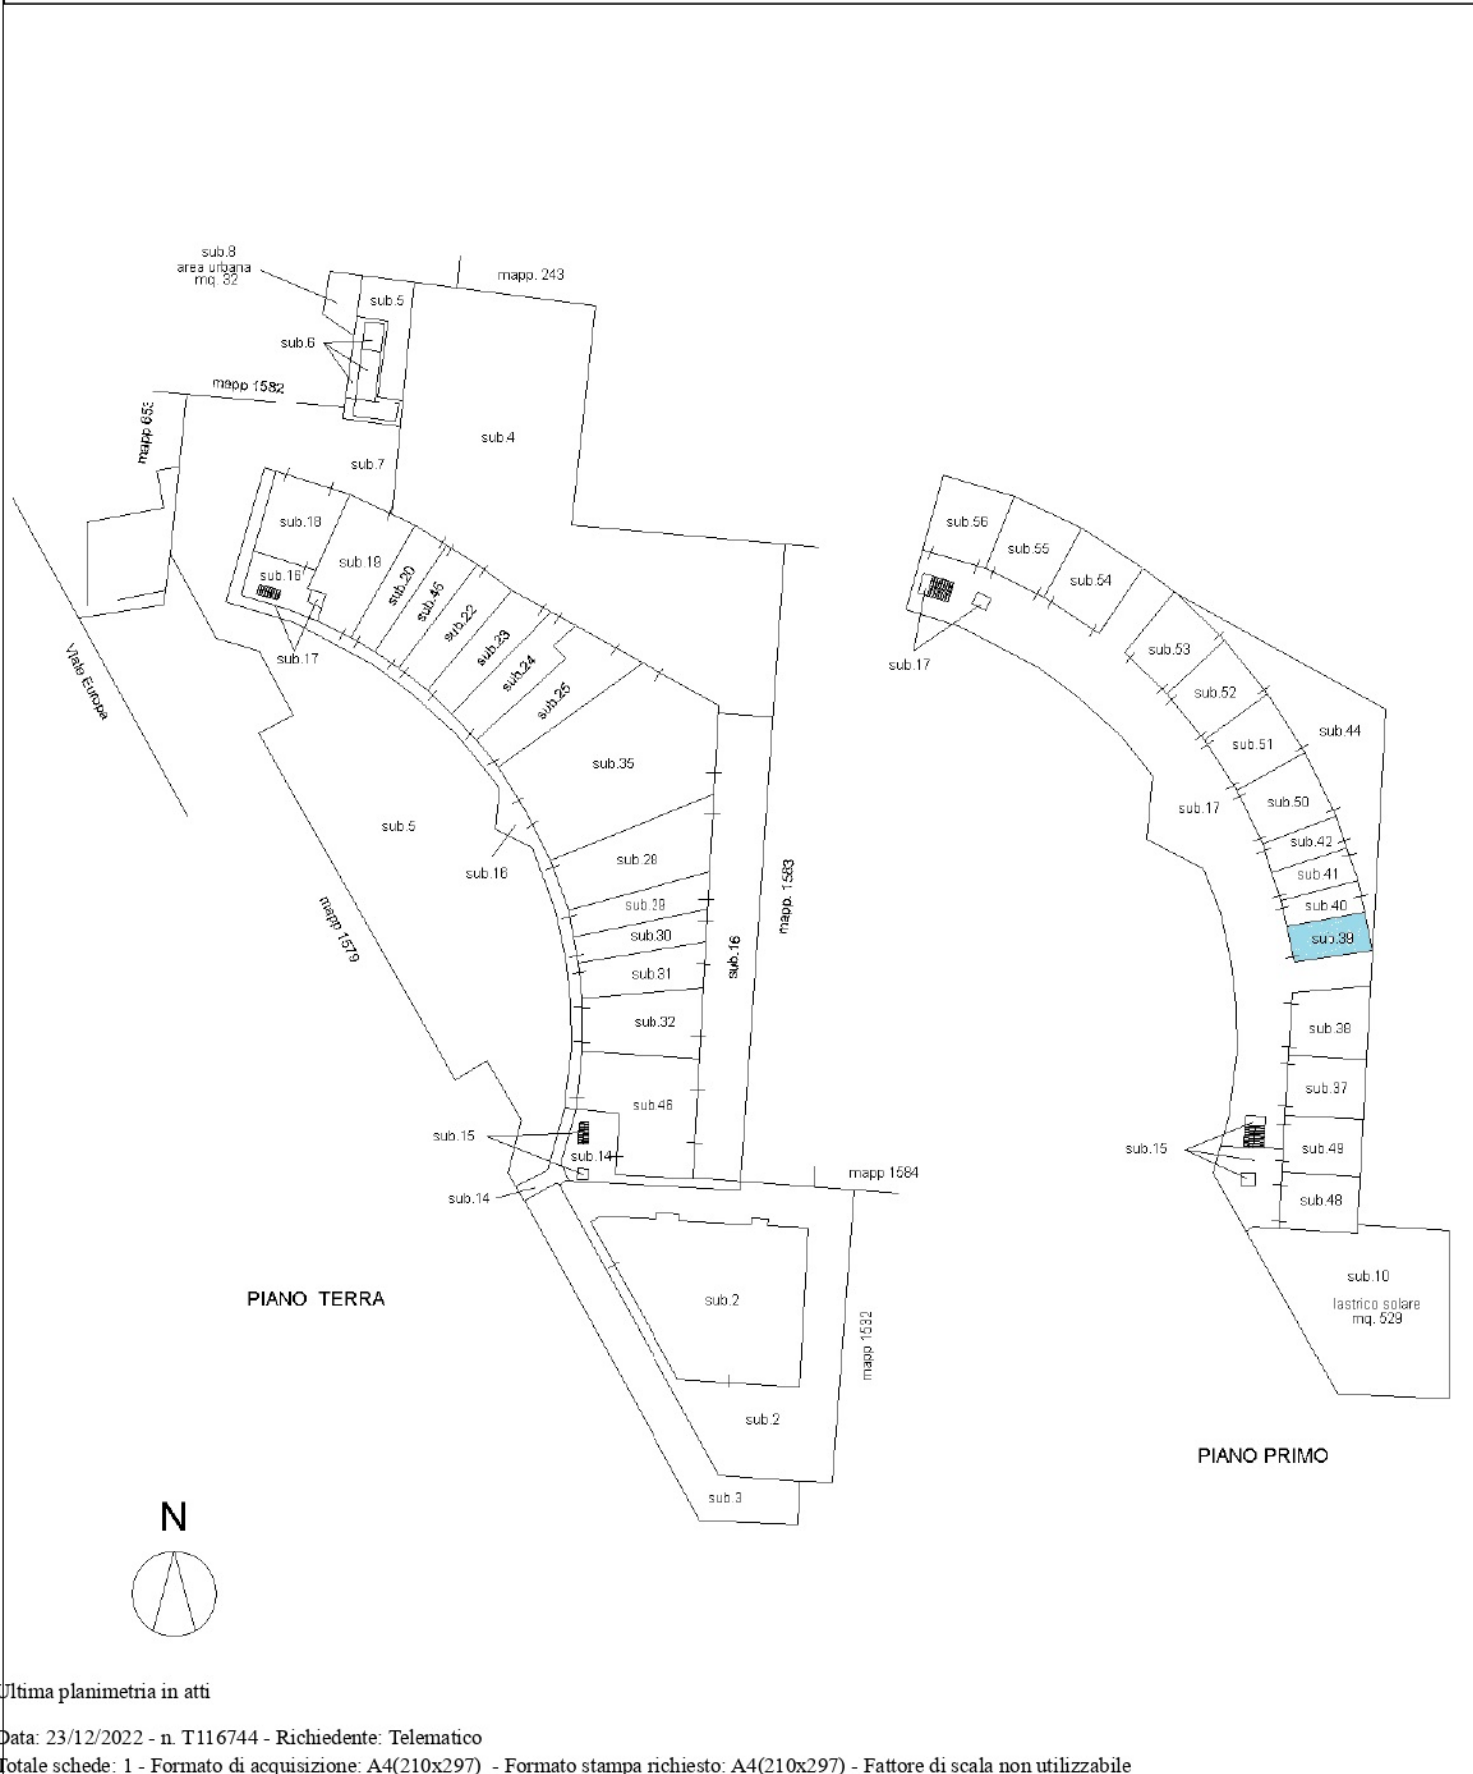 sub.8
area urbana
mq. 32
mapp. 243
sub.5
sub.6
mapp 1582
mapp 653
sub.4
sub.7
sub.18
sub.19
sub.16
sub.20
sub.45
sub.22
sub.23
sub.24
sub.25
sub.17
Viale Europa
sub.35
sub.5
sub.16
sub.28
sub.29
sub.30
sub.31
sub.32
sub.46
sub.16
mapp. 1583
mapp 1579
sub.15
sub.14
sub.14
mapp 1584
sub.2
mapp 1532
sub.2
sub.3
PIANO TERRA
sub.56
sub.55
sub.54
sub.17
sub.53
sub.52
sub.51
sub.44
sub.50
sub.17
sub.42
sub.41
sub.40
sub.39
sub.38
sub.37
sub.15
sub.49
sub.48
sub.10
lastrico solare
mq. 529
PIANO PRIMO
N
Ultima planimetria in atti
Data: 23/12/2022 - n. T116744 - Richiedente: Telematico
Totale schede: 1 - Formato di acquisizione: A4(210x297) - Formato stampa richiesto: A4(210x297) - Fattore di scala non utilizzabile